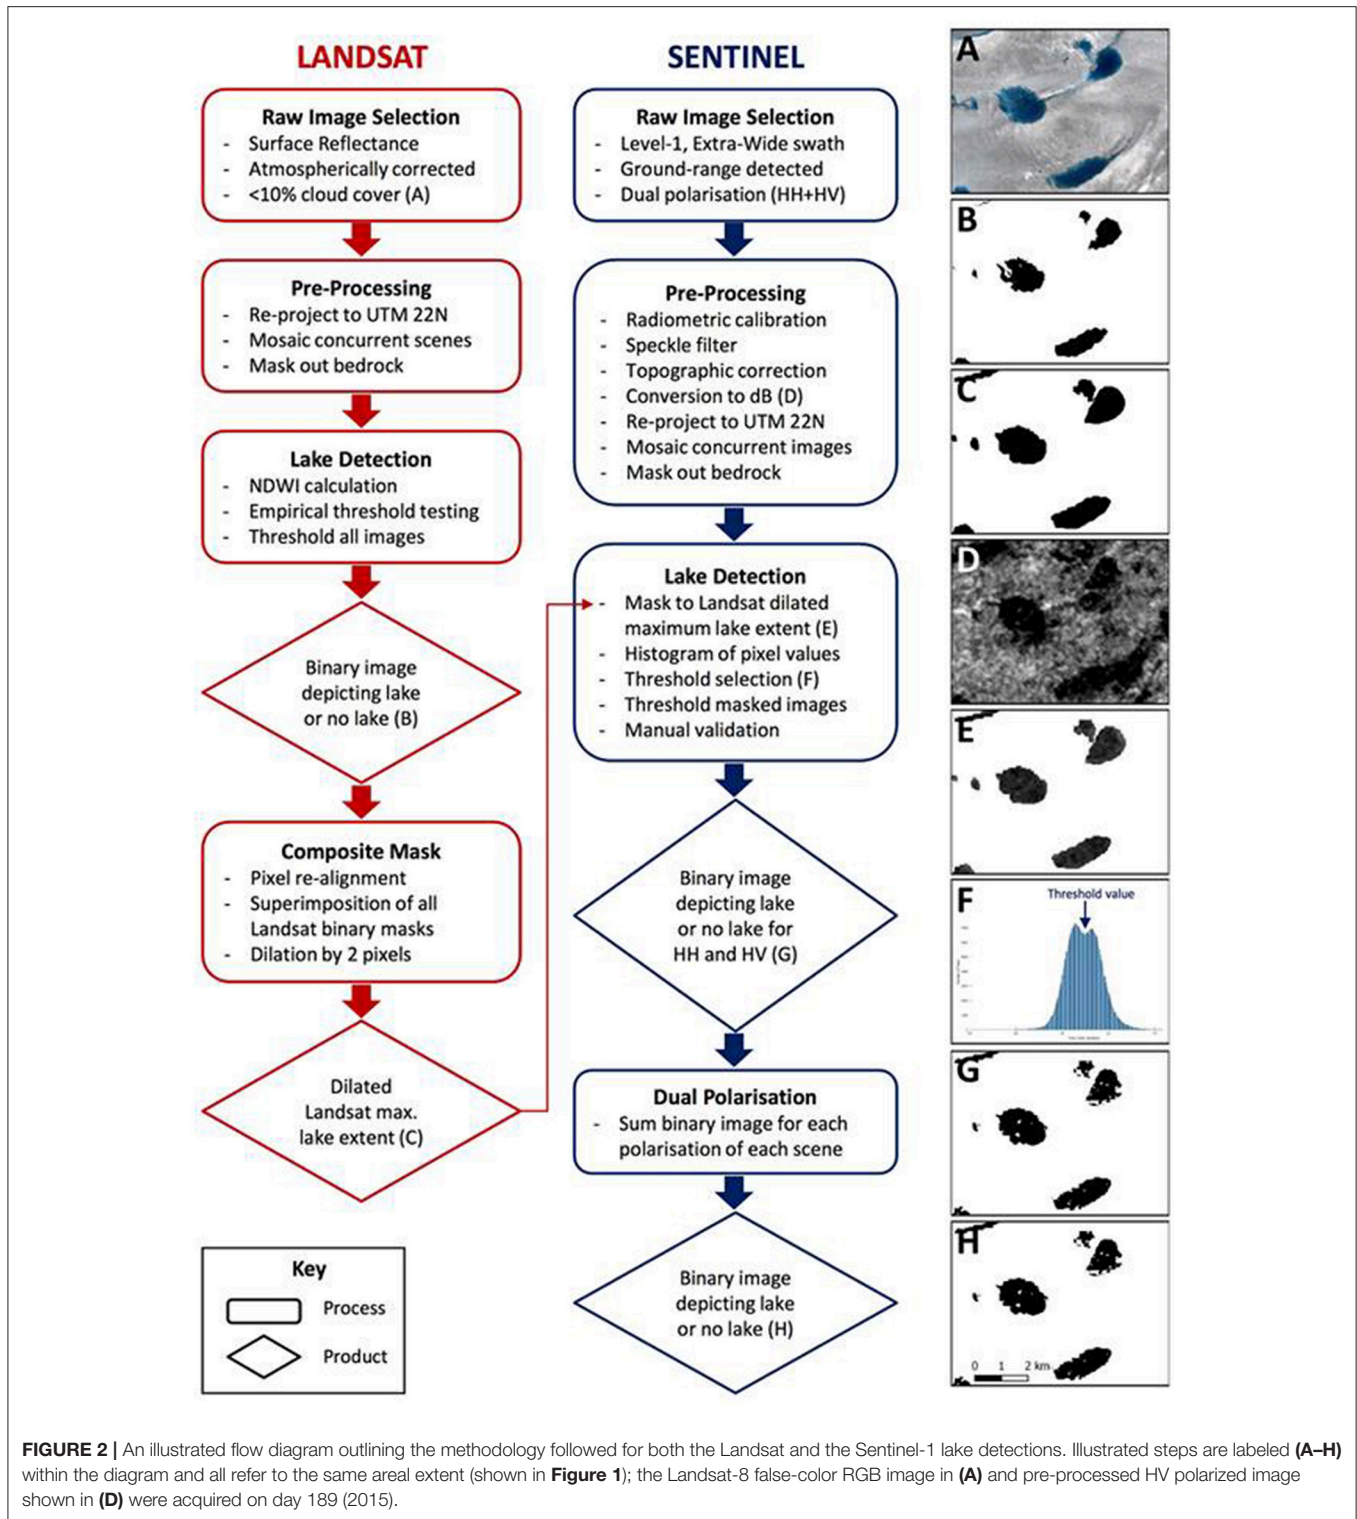 LANDSAT
Raw Image Selection
- Surface Reflectance
- Atmospherically corrected
- <10% cloud cover (A)
Pre-Processing
- Re-project to UTM 22N
- Mosaic concurrent scenes
- Mask out bedrock
Lake Detection
- NDWI calculation
- Empirical threshold testing
- Threshold all images
Binary image
depicting lake
or no lake (B)
Composite Mask
- Pixel re-alignment
- Superimposition of all
Landsat binary masks
- Dilation by 2 pixels
Dilated
Landsat max.
lake extent (C)
Key
Process
Product
SENTINEL
Raw Image Selection
- Level-1, Extra-Wide swath
- Ground-range detected
- Dual polarisation (HH+HV)
Pre-Processing
- Radiometric calibration
- Speckle filter
- Topographic correction
- Conversion to dB (D)
- Re-project to UTM 22N
- Mosaic concurrent images
- Mask out bedrock
Lake Detection
- Mask to Landsat dilated
maximum lake extent (E)
- Histogram of pixel values
- Threshold selection (F)
- Threshold masked images
- Manual validation
Binary image
depicting lake
or no lake for
HH and HV (G)
Dual Polarisation
- Sum binary image for each
polarisation of each scene
Binary image
depicting lake
or no lake (H)
A
B
C
D
E
F
Threshold value
G
H
0 1 2 km
FIGURE 2 | An illustrated flow diagram outlining the methodology followed for both the Landsat and the Sentinel-1 lake detections. Illustrated steps are labeled (A–H)
within the diagram and all refer to the same areal extent (shown in Figure 1); the Landsat-8 false-color RGB image in (A) and pre-processed HV polarized image
shown in (D) were acquired on day 189 (2015).